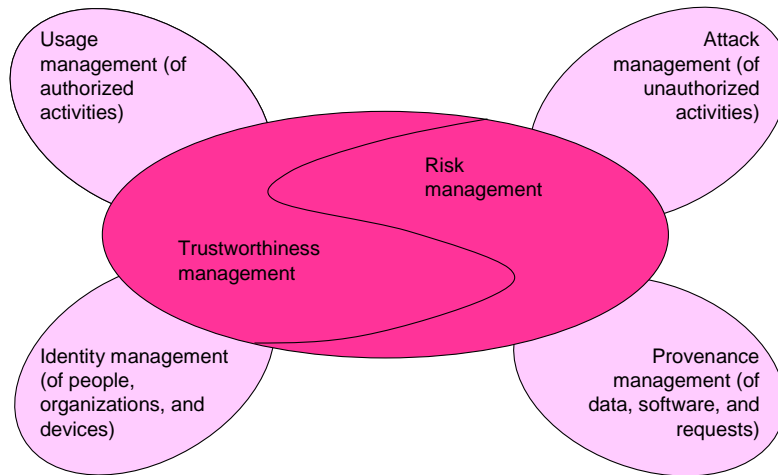 Usage
management (of
authorized
activities)
Attack
management (of
unauthorized
activities)
Risk
management
Trustworthiness
management
Identity management
(of people,
organizations, and
devices)
Provenance
management (of
data, software, and
requests)